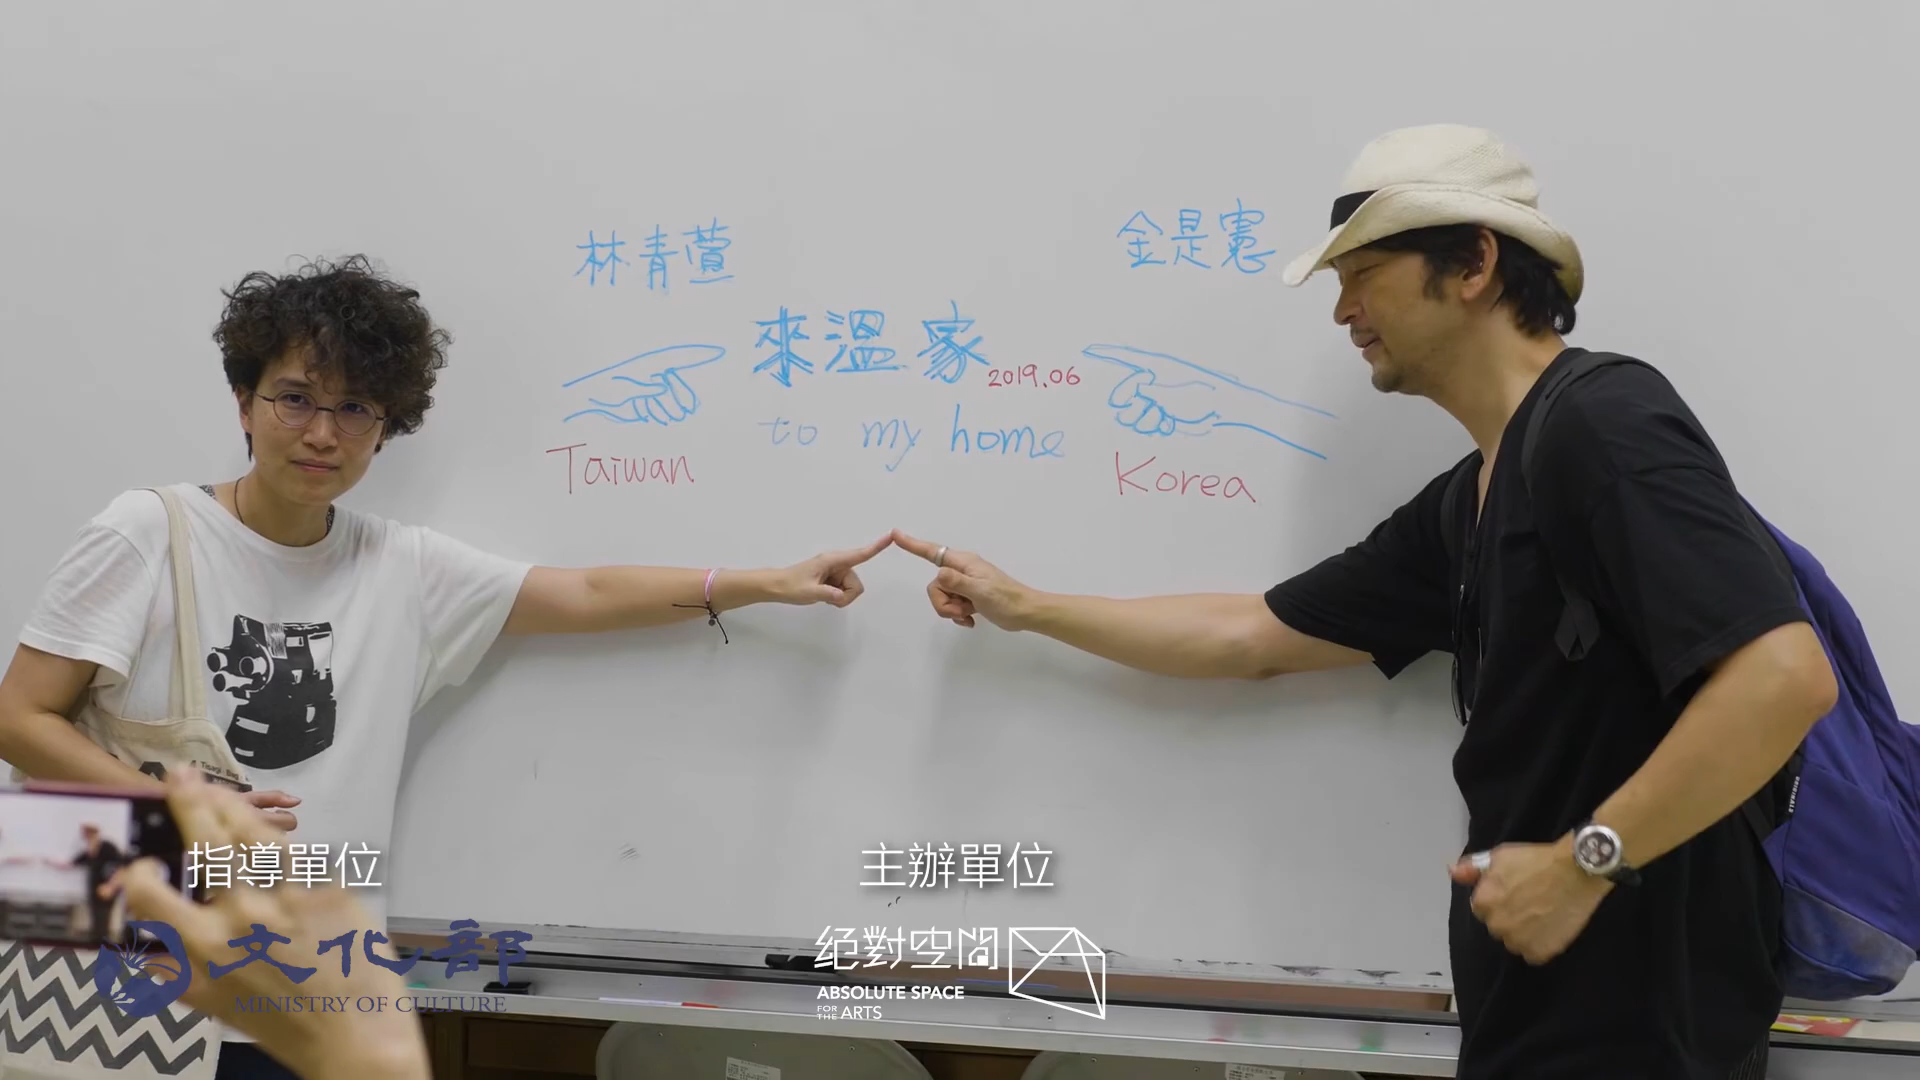 林青萱
金是憲
來溫家
2019.06
to my home
Taiwan
Korea
指導單位
文化部
MINISTRY OF CULTURE
主辦單位
絕對空間
ABSOLUTE SPACE
FOR THE ARTS